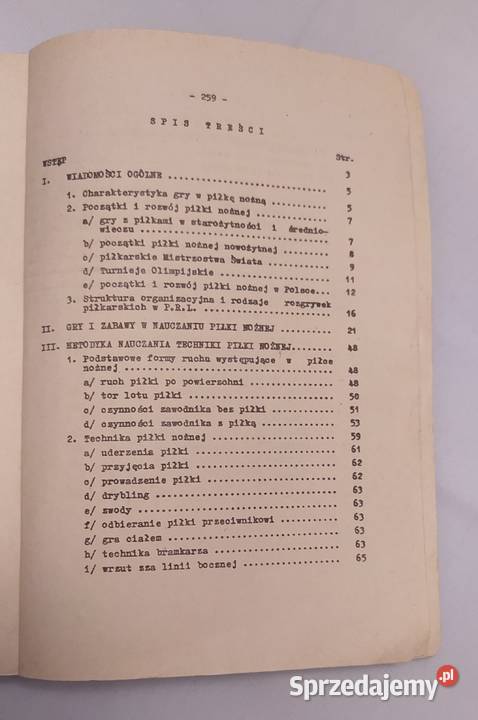 - 259 -
SPIS TREŚCI
Str.
WSTĘP ................ 3
I. WIADOMOŚCI OGÓLNE ................ 5
1. Charakterystyka gry w piłkę nożną ... 5
2. Początki i rozwój piłki nożnej ................ 7
a/ gry z piłkami w starożytności i średnio-
wieczu ................ 7
b/ początki piłki nożnej nowożytnej ........ 8
c/ piłkarskie Mistrzostwa Świata ........ 9
d/ Turnieje Olimpijskie ................ 11
e/ początki i rozwój piłki nożnej w Polsce... 12
3. Struktura organizacyjna i rodzaje rozgrywek
piłkarskich w P.R.L. ................ 16
II. GRY I ZABAWY W NAUCZANIU PIŁKI NOŻNEJ ........ 21
III. METODYKA NAUCZANIA TECHNIKI PIŁKI NOŻNEJ. ........ 48
1. Podstawowe formy ruchu występujące w piłce
nożnej ................ 48
a/ ruch piłki po powierzchni ........ 48
b/ tor lotu piłki ................ 50
c/ czynności zawodnika bez piłki ........ 51
d/ czynności zawodnika z piłką ........ 53
2. Technika piłki nożnej ................ 59
a/ uderzenia piłki ................ 61
b/ przyjęcia piłki ................ 62
c/ prowadzenie piłki ................ 62
d/ drybling ................ 63
e/ zwody ................ 63
f/ odbieranie piłki przeciwnikowi ........ 63
g/ gra ciałem ................ 63
h/ technika bramkarza ................ 63
i/ wrzut zza linii bocznej ................ 65
Sprzedajemy.pl